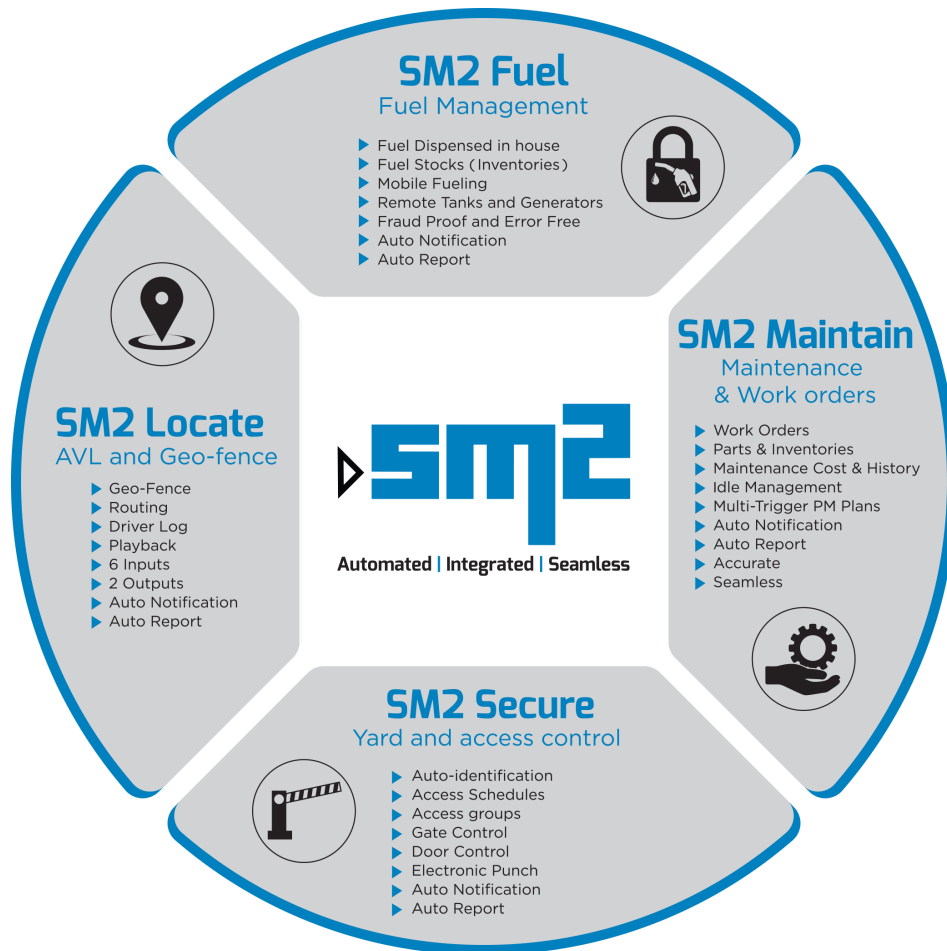 SM2 Fuel
Fuel Management
Fuel Dispensed in house
Fuel Stocks (Inventories)
Mobile Fueling
Remote Tanks and Generators
Fraud Proof and Error Free
Auto Notification
Auto Report
SM2 Maintain
Maintenance
& Work orders
Work Orders
Parts & Inventories
Maintenance Cost & History
Idle Management
Multi-Trigger PM Plans
Auto Notification
Auto Report
Accurate
Seamless
SM2 Locate
AVL and Geo-fence
Geo-Fence
Routing
Driver Log
Playback
6 Inputs
2 Outputs
Auto Notification
Auto Report
sm2
Automated | Integrated | Seamless
SM2 Secure
Yard and access control
Auto-identification
Access Schedules
Access groups
Gate Control
Door Control
Electronic Punch
Auto Notification
Auto Report